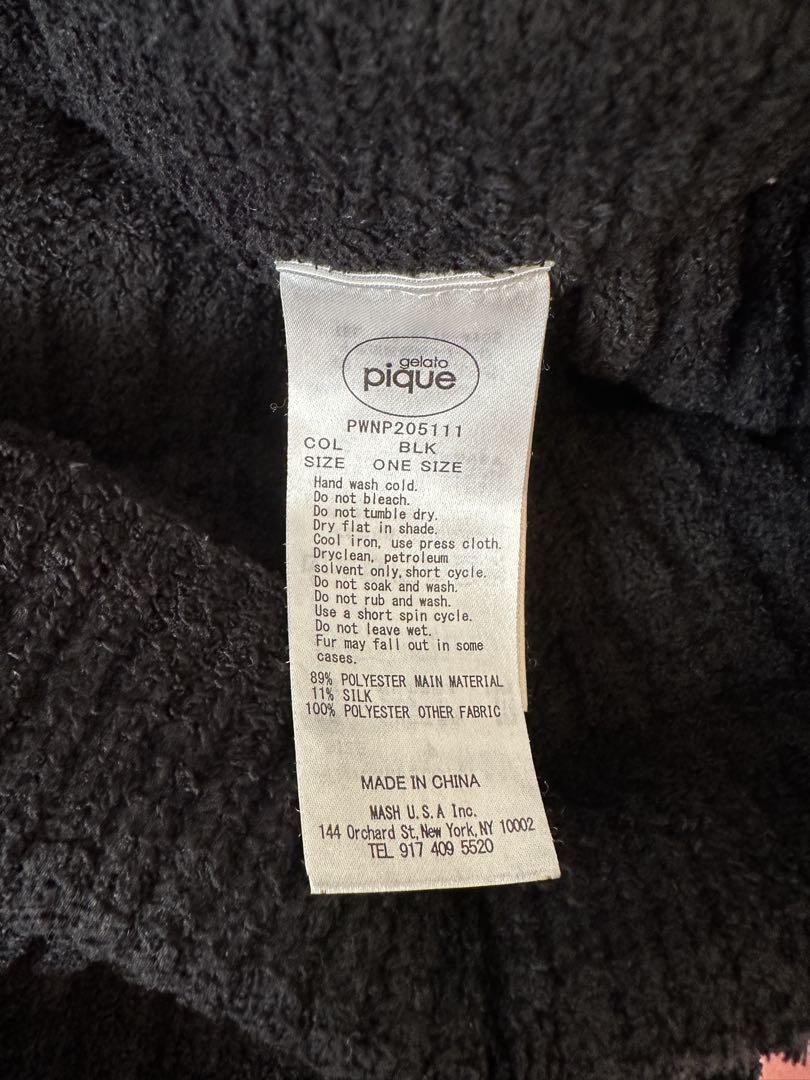 gelato
pique
PWNP205111
COL BLK
SIZE ONE SIZE
Hand wash cold.
Do not bleach.
Do not tumble dry.
Dry flat in shade.
Cool iron, use press cloth.
Dryclean, petroleum
solvent only,short cycle.
Do not soak and wash.
Do not rub and wash.
Use a short spin cycle.
Do not leave wet.
Fur may fall out in some
cases.
89% POLYESTER MAIN MATERIAL
11% SILK
100% POLYESTER OTHER FABRIC
MADE IN CHINA
MASH U.S.A Inc.
144 Orchard St,New York,NY 10002
TEL 917 409 5520